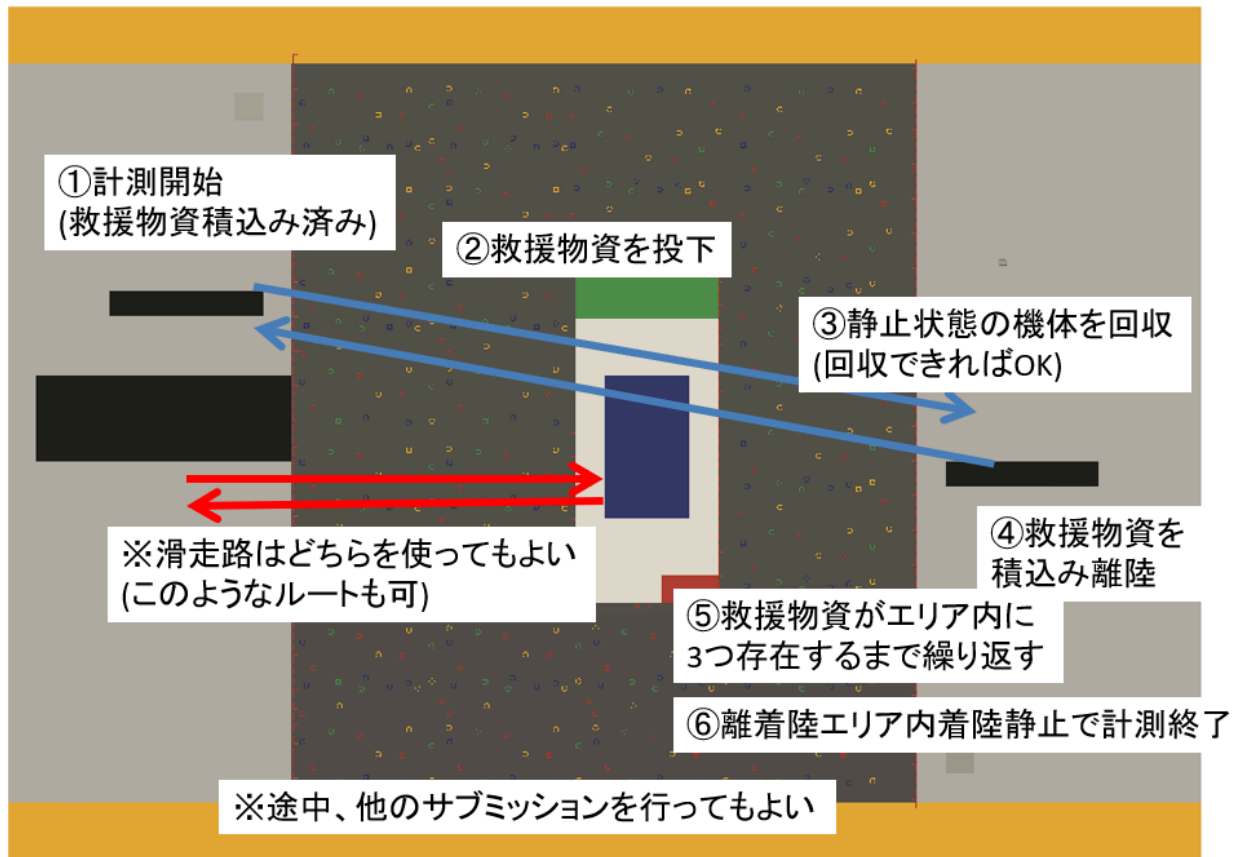 ①計測開始
(救援物資積込み済み)
②救援物資を投下
③静止状態の機体を回収
(回収できればOK)
※滑走路はどちらを使ってもよい
(このようなルートも可)
④救援物資を
積込み離陸
⑤救援物資がエリア内に
3つ存在するまで繰り返す
⑥離着陸エリア内着陸静止で計測終了
※途中、他のサブミッションを行ってもよい